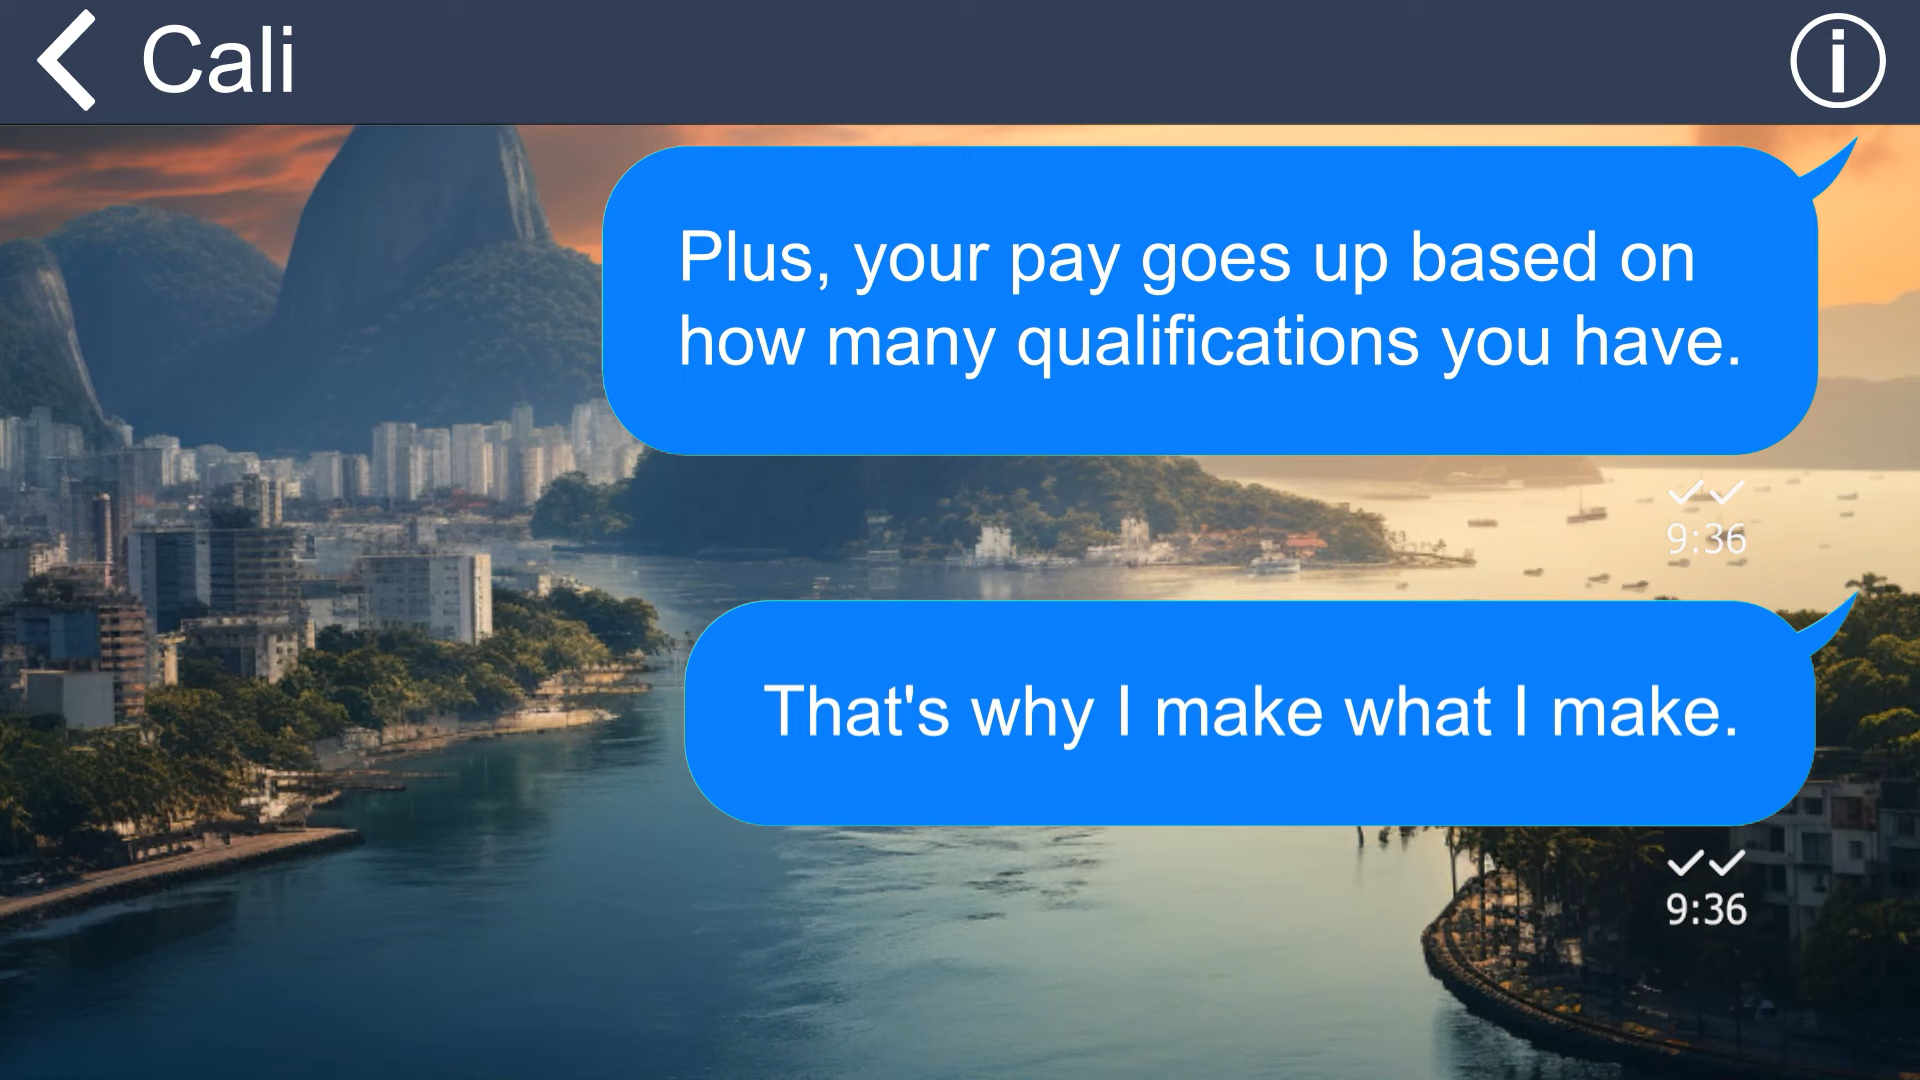 Cali
Plus, your pay goes up based on
how many qualifications you have.
9:36
That's why I make what I make.
9:36